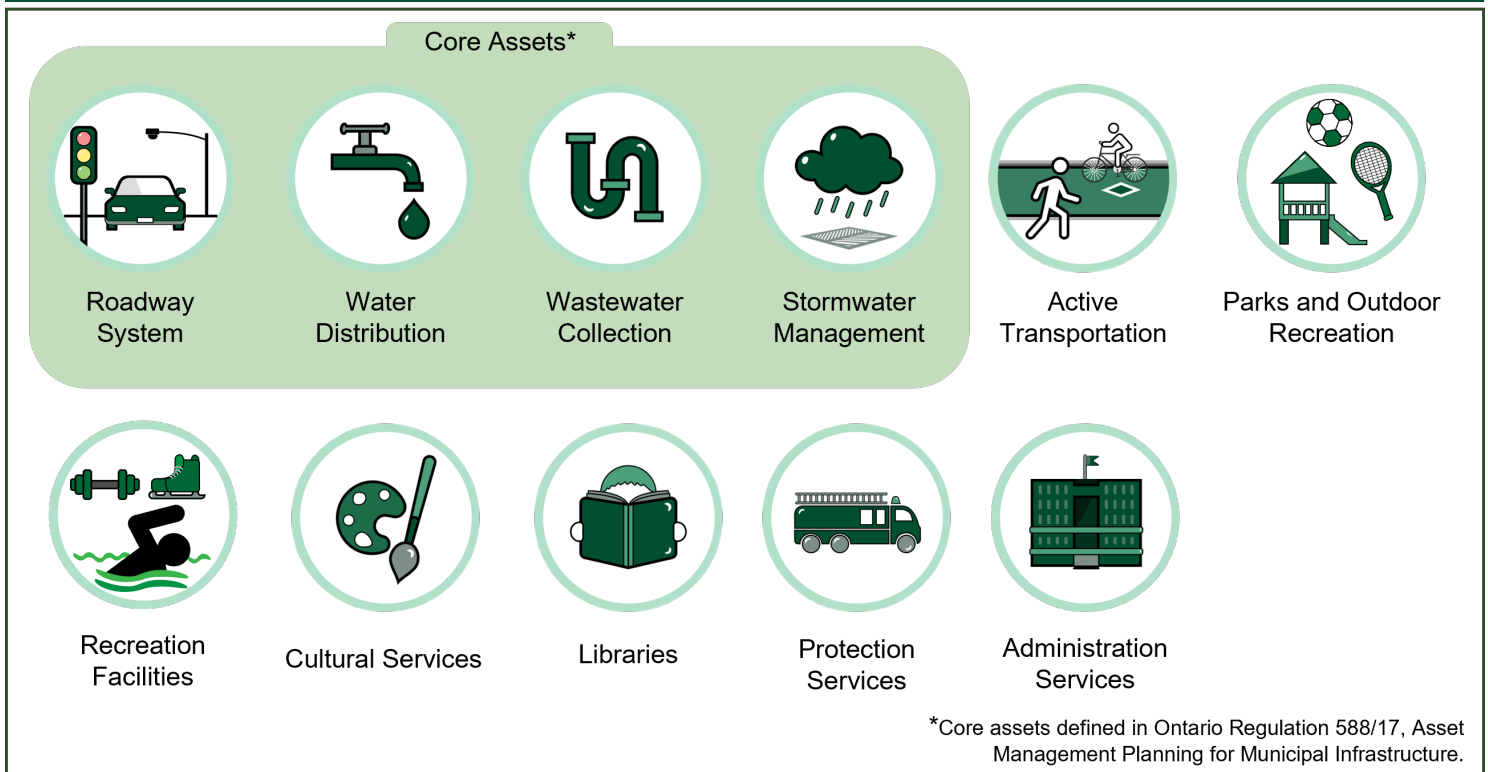 Core Assets*
Roadway
System
Water
Distribution
Wastewater
Collection
Stormwater
Management
Active
Transportation
Parks and Outdoor
Recreation
Recreation
Facilities
Cultural Services
Libraries
Protection
Services
Administration
Services
*Core assets defined in Ontario Regulation 588/17, Asset
Management Planning for Municipal Infrastructure.